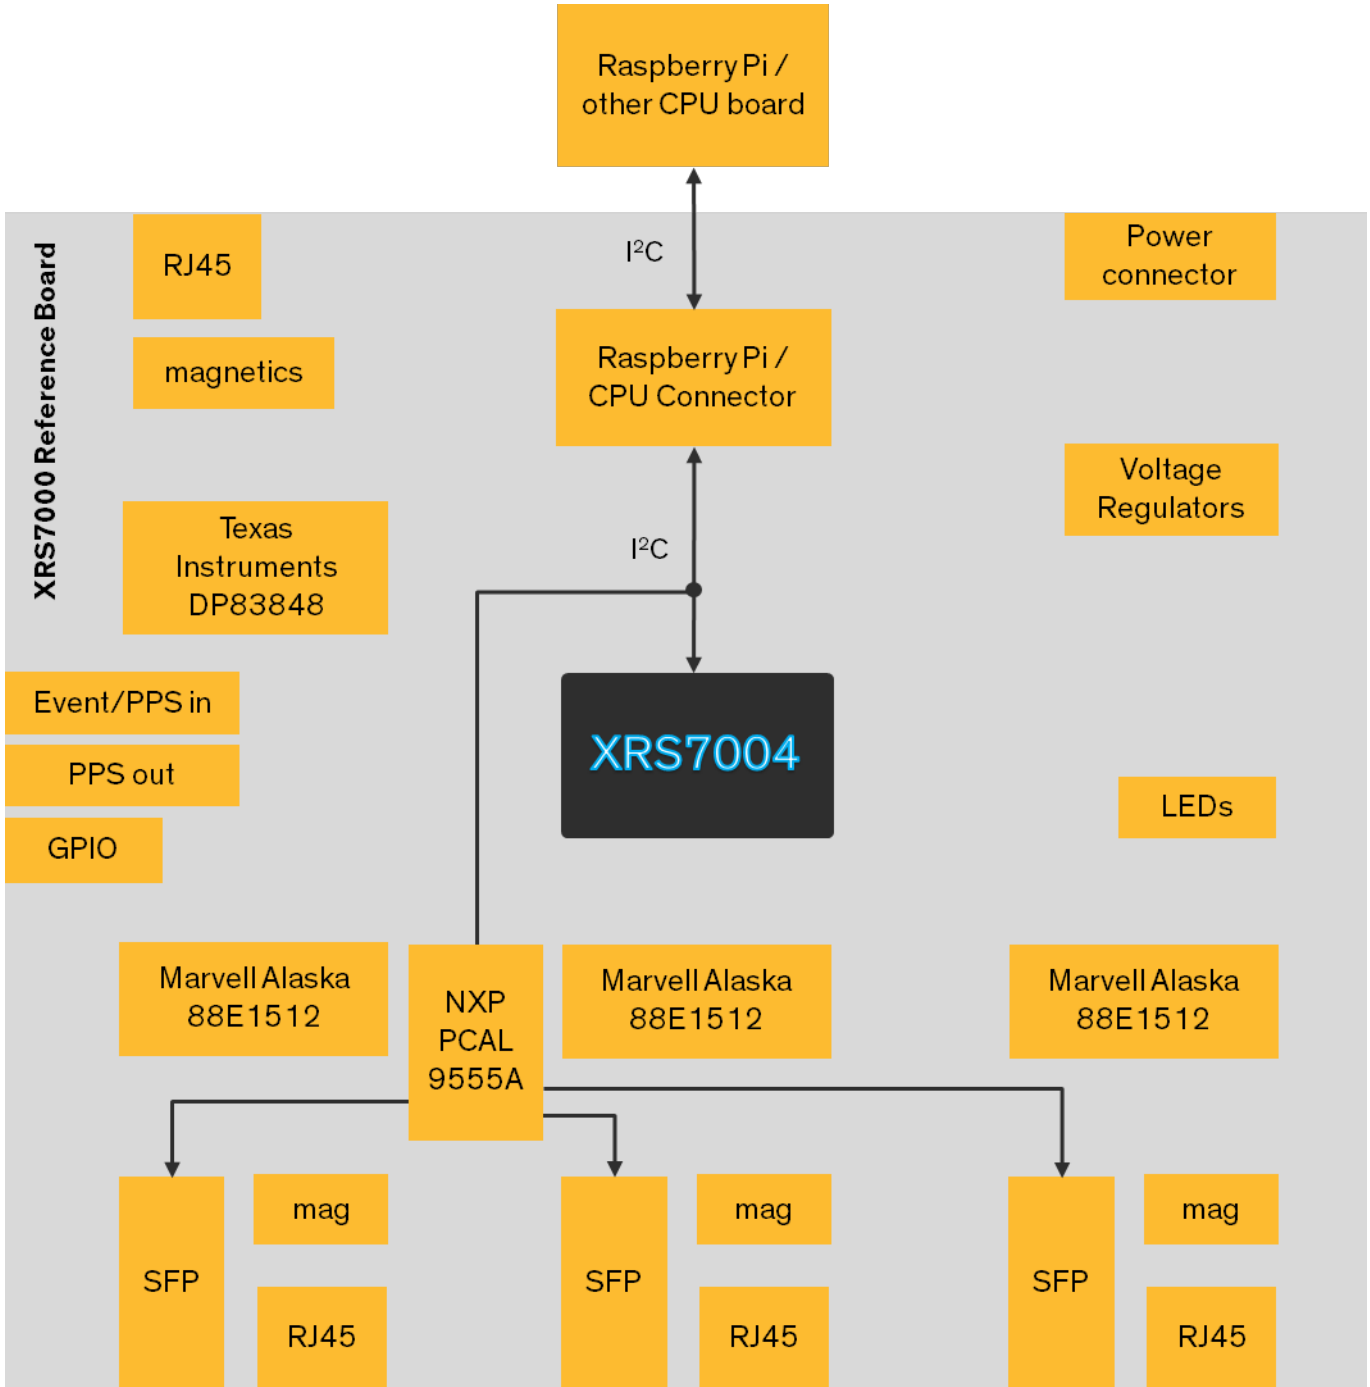 Raspberry Pi /
other CPU board
XRS7000 Reference Board
RJ45
I²C
Power
connector
magnetics
Raspberry Pi /
CPU Connector
Voltage
Regulators
Texas
Instruments
DP83848
I²C
Event/PPS in
PPS out
GPIO
XRS7004
LEDs
Marvell Alaska
88E1512
NXP
PCAL
9555A
Marvell Alaska
88E1512
Marvell Alaska
88E1512
SFP
mag
RJ45
SFP
mag
RJ45
SFP
mag
RJ45